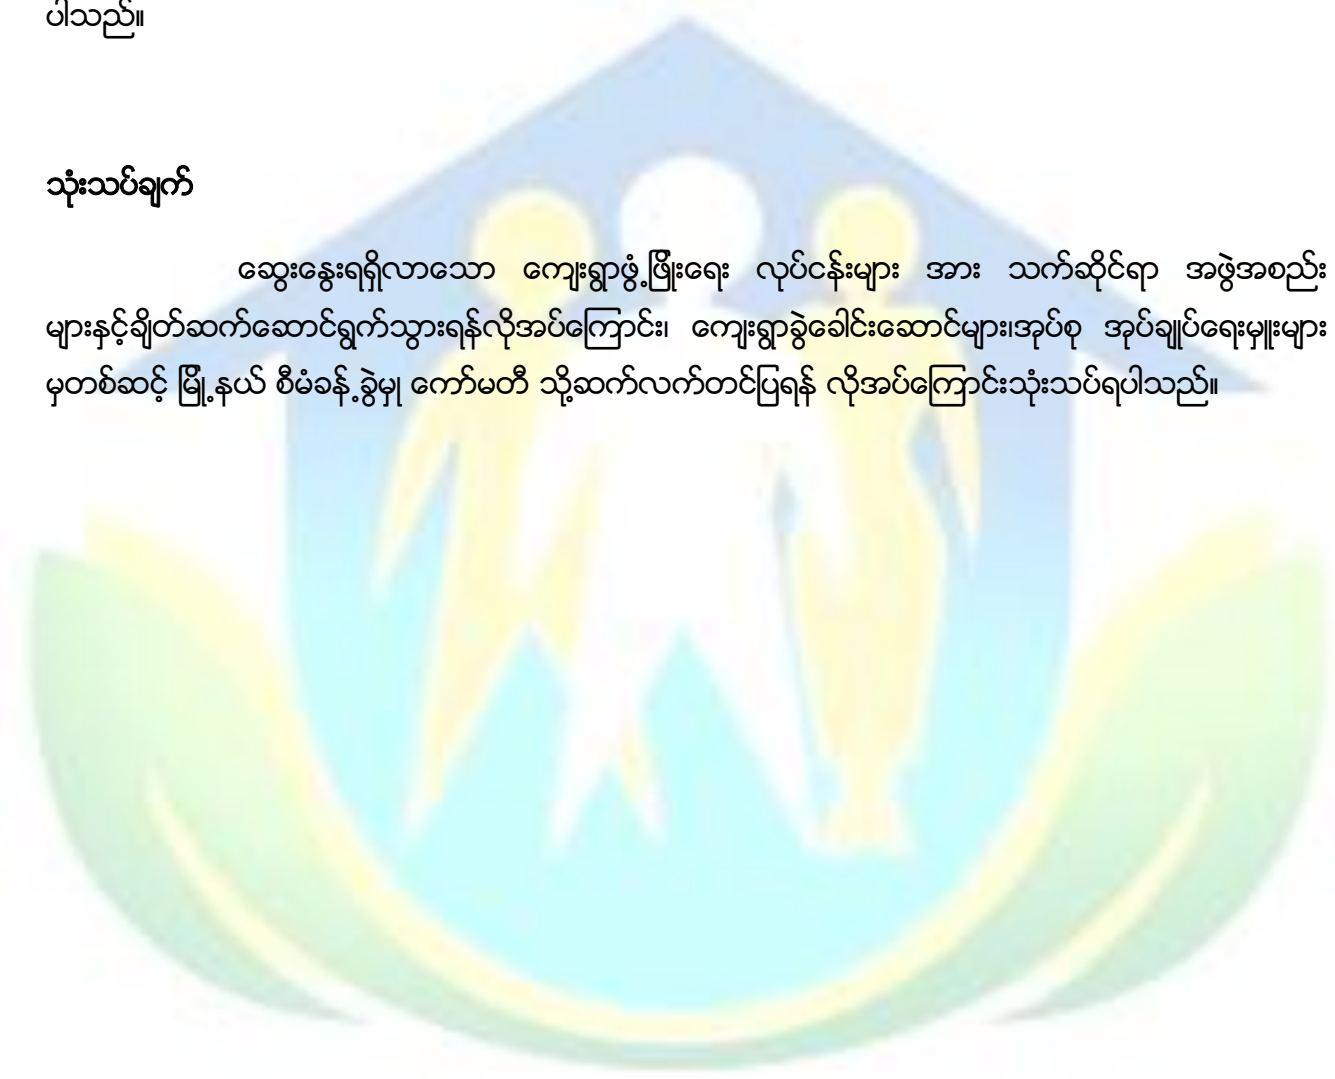 ပါသည်။
သုံးသပ်ချက်
ဆွေးနွေးရရှိလာသော ကျေးရွာဖွံ့ဖြိုးရေး လုပ်ငန်းများ အား သက်ဆိုင်ရာ အဖွဲ့အစည်း
များနှင့်ချိတ်ဆက်ဆောင်ရွက်သွားရန်လိုအပ်ကြောင်း၊ ကျေးရွာခွဲခေါင်းဆောင်များ၊အုပ်စု အုပ်ချုပ်ရေးမှူးများ
မှတစ်ဆင့် မြို့နယ် စီမံခန့်ခွဲမှု ကော်မတီ သို့ဆက်လက်တင်ပြရန် လိုအပ်ကြောင်းသုံးသပ်ရပါသည်။